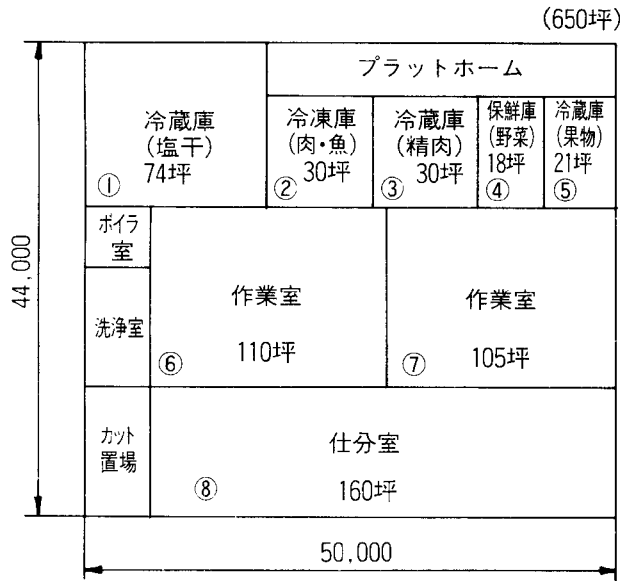 (650坪)
プラットホーム
冷蔵庫
(塩干)
74坪
①
冷凍庫
(肉・魚)
30坪
②
冷蔵庫
(精肉)
30坪
③
保鮮庫
(野菜)
18坪
④
冷蔵庫
(果物)
21坪
⑤
ボイラ
室
洗浄室
作業室
110坪
⑥
作業室
105坪
⑦
カット
置場
仕分室
160坪
⑧
44,000
50,000